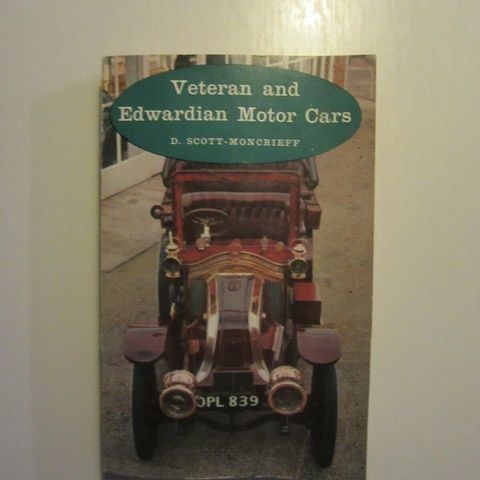 Veteran and
Edwardian Motor Cars
D. SCOTT-MONCRIEFF
OPL 839